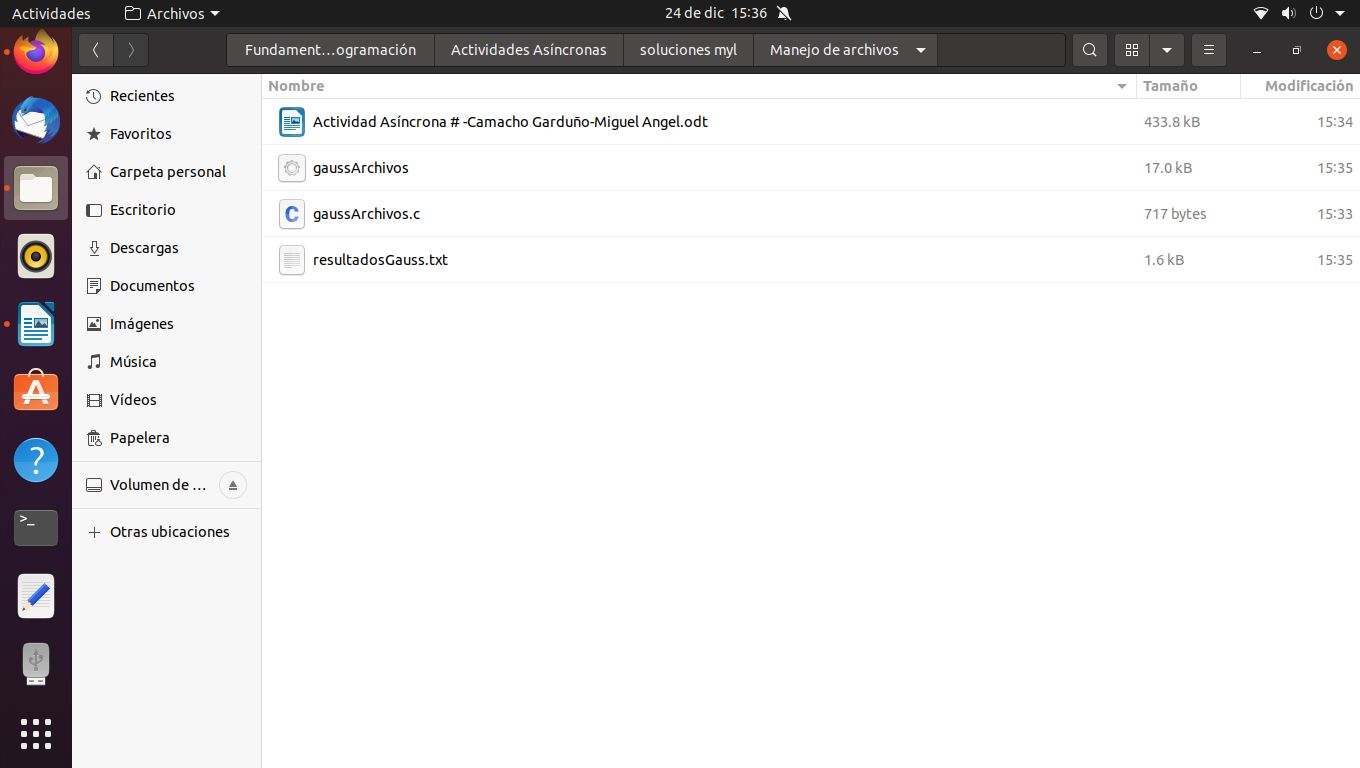 Actividades Archivos 24 de dic 15:36
Fundament…ogramación Actividades Asíncronas soluciones myl Manejo de archivos
Recientes
Favoritos
Carpeta personal
Escritorio
Descargas
Documentos
Imágenes
Música
Vídeos
Papelera
Volumen de …
Otras ubicaciones
Nombre Tamaño Modificación
Actividad Asíncrona # -Camacho Garduño-Miguel Angel.odt 433.8 kB 15:34
gaussArchivos 17.0 kB 15:35
gaussArchivos.c 717 bytes 15:33
resultadosGauss.txt 1.6 kB 15:35